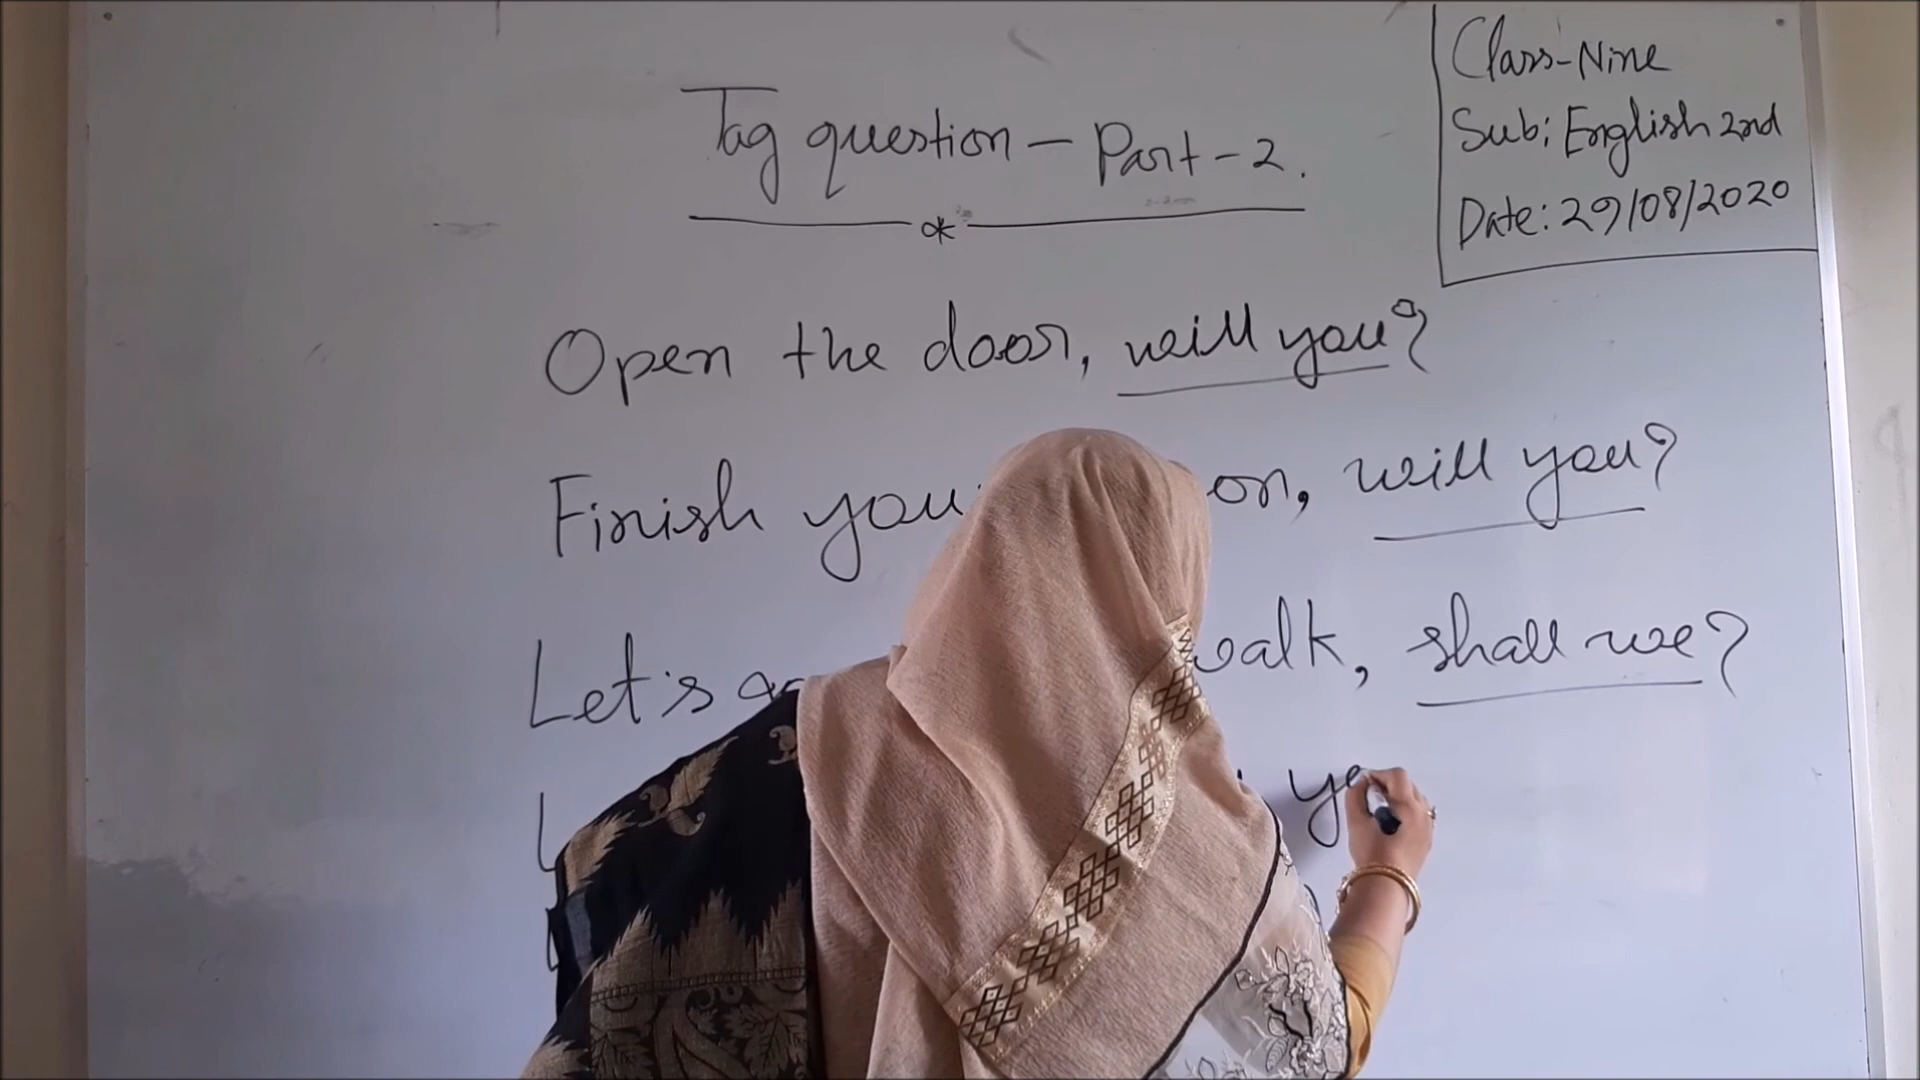 Class-Nine
Sub: English 2nd
Date: 29/08/2020
Tag question - Part - 2.
Open the door, will you?
Finish you on, will you?
Let's walk, shall we?